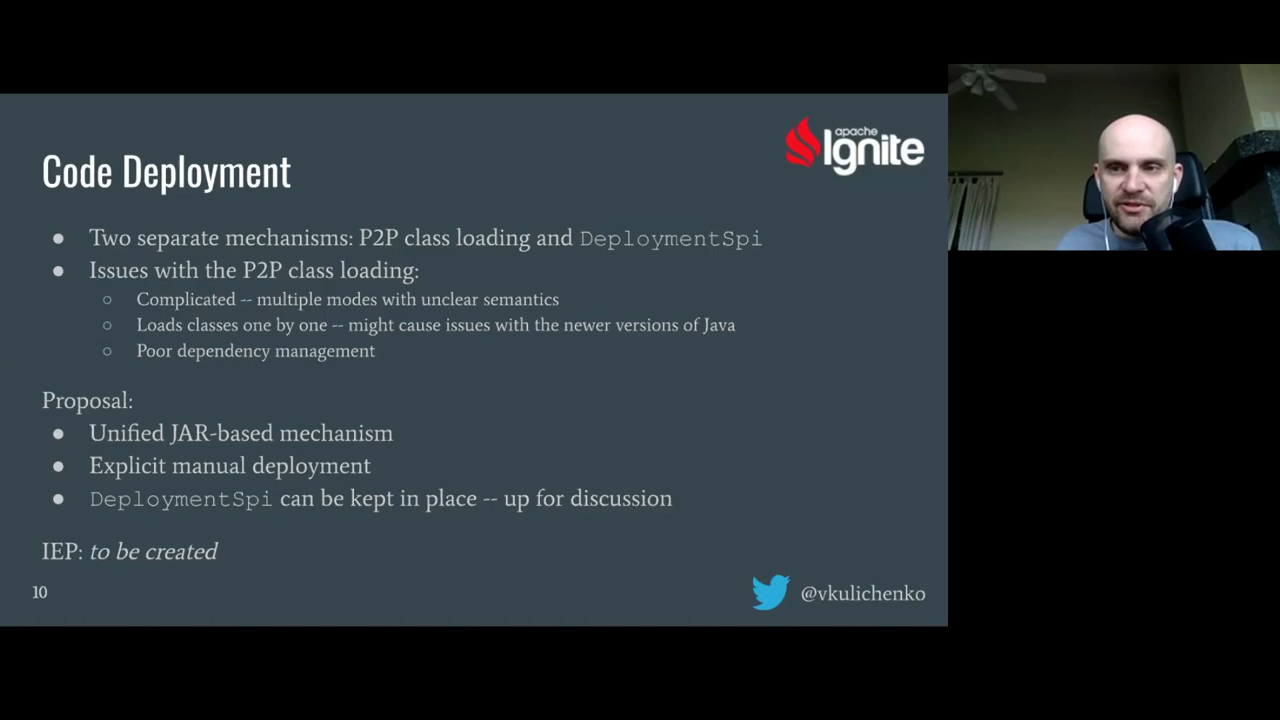 apache
Ignite
Code Deployment
● Two separate mechanisms: P2P class loading and DeploymentSpi
● Issues with the P2P class loading:
○ Complicated -- multiple modes with unclear semantics
○ Loads classes one by one -- might cause issues with the newer versions of Java
○ Poor dependency management
Proposal:
● Unified JAR-based mechanism
● Explicit manual deployment
● DeploymentSpi can be kept in place -- up for discussion
IEP: to be created
10
@vkulichenko